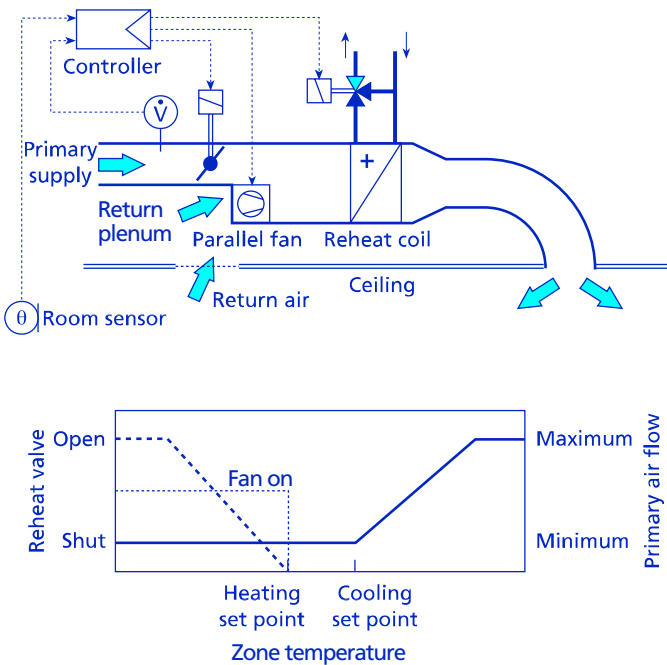 Controller
V̇
Primary
supply
+
Return
plenum
Parallel fan
Reheat coil
Return air
Ceiling
θ
Room sensor
Reheat valve
Open
Shut
Fan on
Maximum
Minimum
Primary air flow
Heating
set point
Cooling
set point
Zone temperature